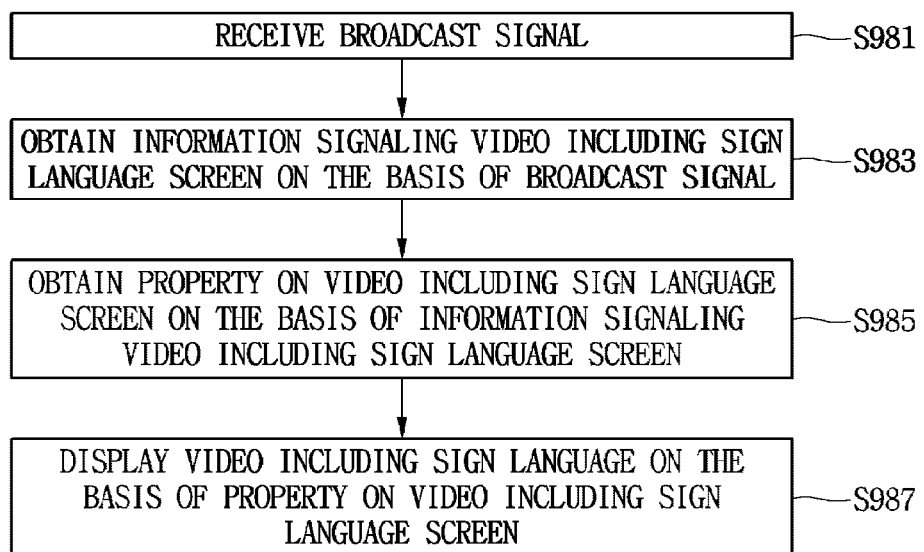 RECEIVE BROADCAST SIGNAL
S981
OBTAIN INFORMATION SIGNALING VIDEO INCLUDING SIGN
LANGUAGE SCREEN ON THE BASIS OF BROADCAST SIGNAL
S983
OBTAIN PROPERTY ON VIDEO INCLUDING SIGN LANGUAGE
SCREEN ON THE BASIS OF INFORMATION SIGNALING
VIDEO INCLUDING SIGN LANGUAGE SCREEN
S985
DISPLAY VIDEO INCLUDING SIGN LANGUAGE ON THE
BASIS OF PROPERTY ON VIDEO INCLUDING SIGN
LANGUAGE SCREEN
S987